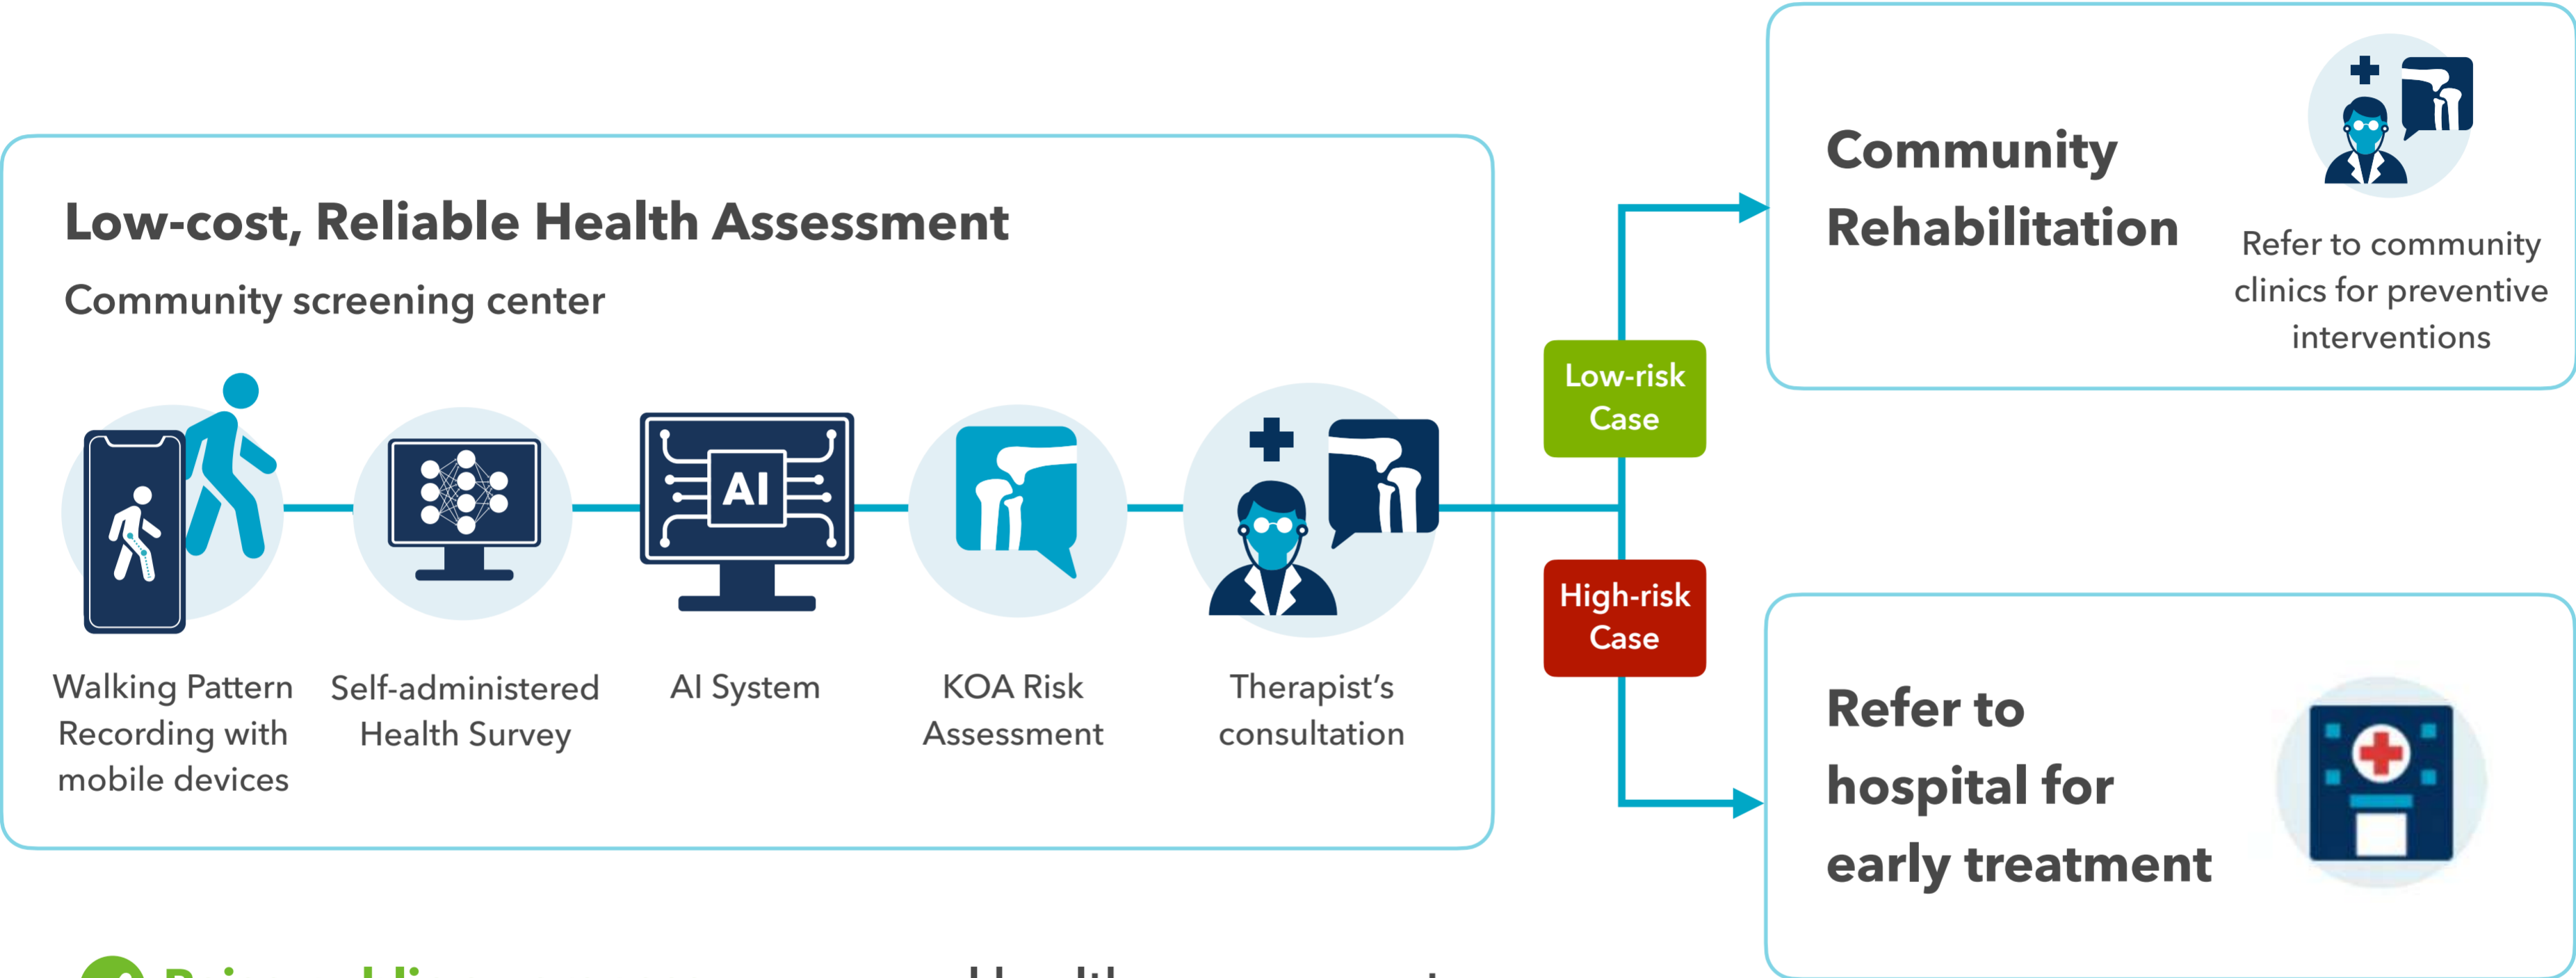 Low-cost, Reliable Health Assessment
Community screening center
AI
Walking Pattern
Recording with
mobile devices
Self-administered
Health Survey
AI System
KOA Risk
Assessment
Therapist's
consultation
Low-risk
Case
High-risk
Case
Community
Rehabilitation
Refer to community
clinics for preventive
interventions
Refer to
hospital for
early treatment